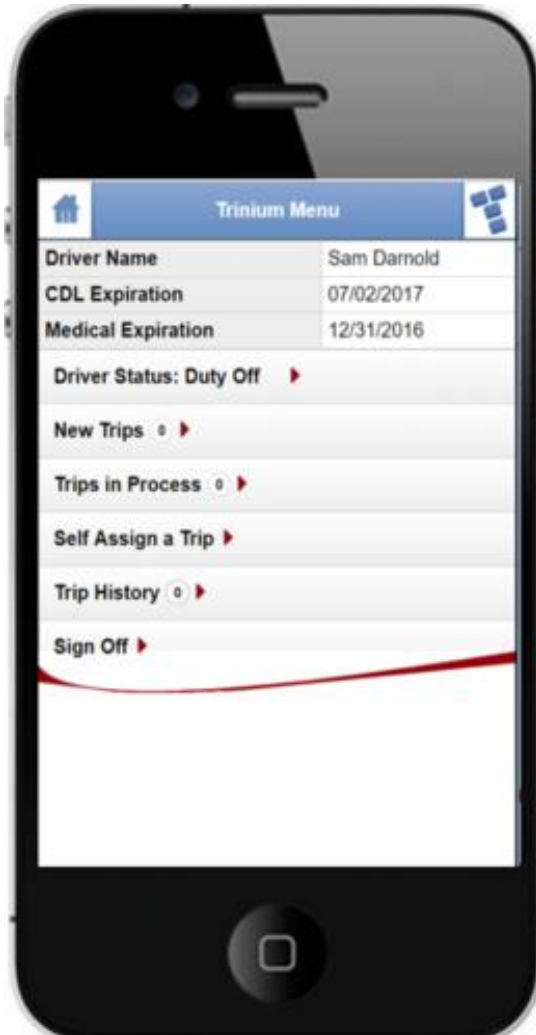 Trinium Menu
Driver Name Sam Darnold
CDL Expiration 07/02/2017
Medical Expiration 12/31/2016
Driver Status: Duty Off
New Trips 0
Trips in Process 0
Self Assign a Trip
Trip History 0
Sign Off